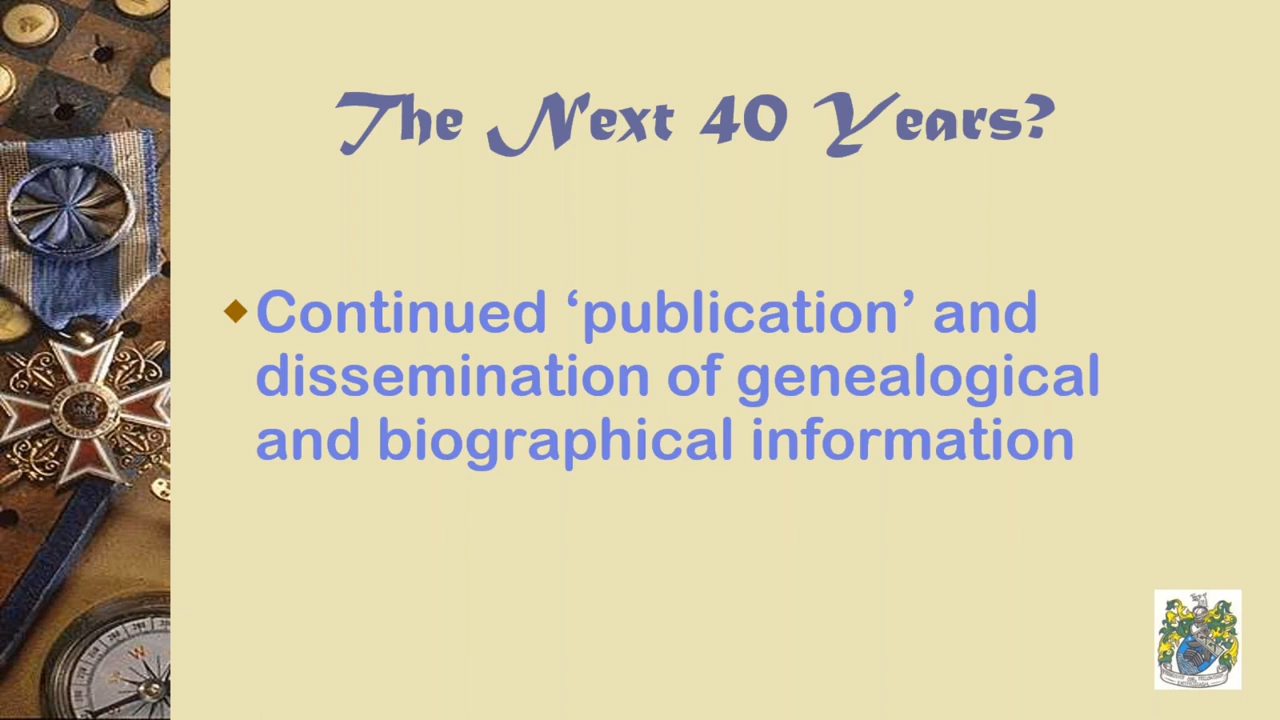 The Next 40 Years?
Continued ‘publication’ and
dissemination of genealogical
and biographical information